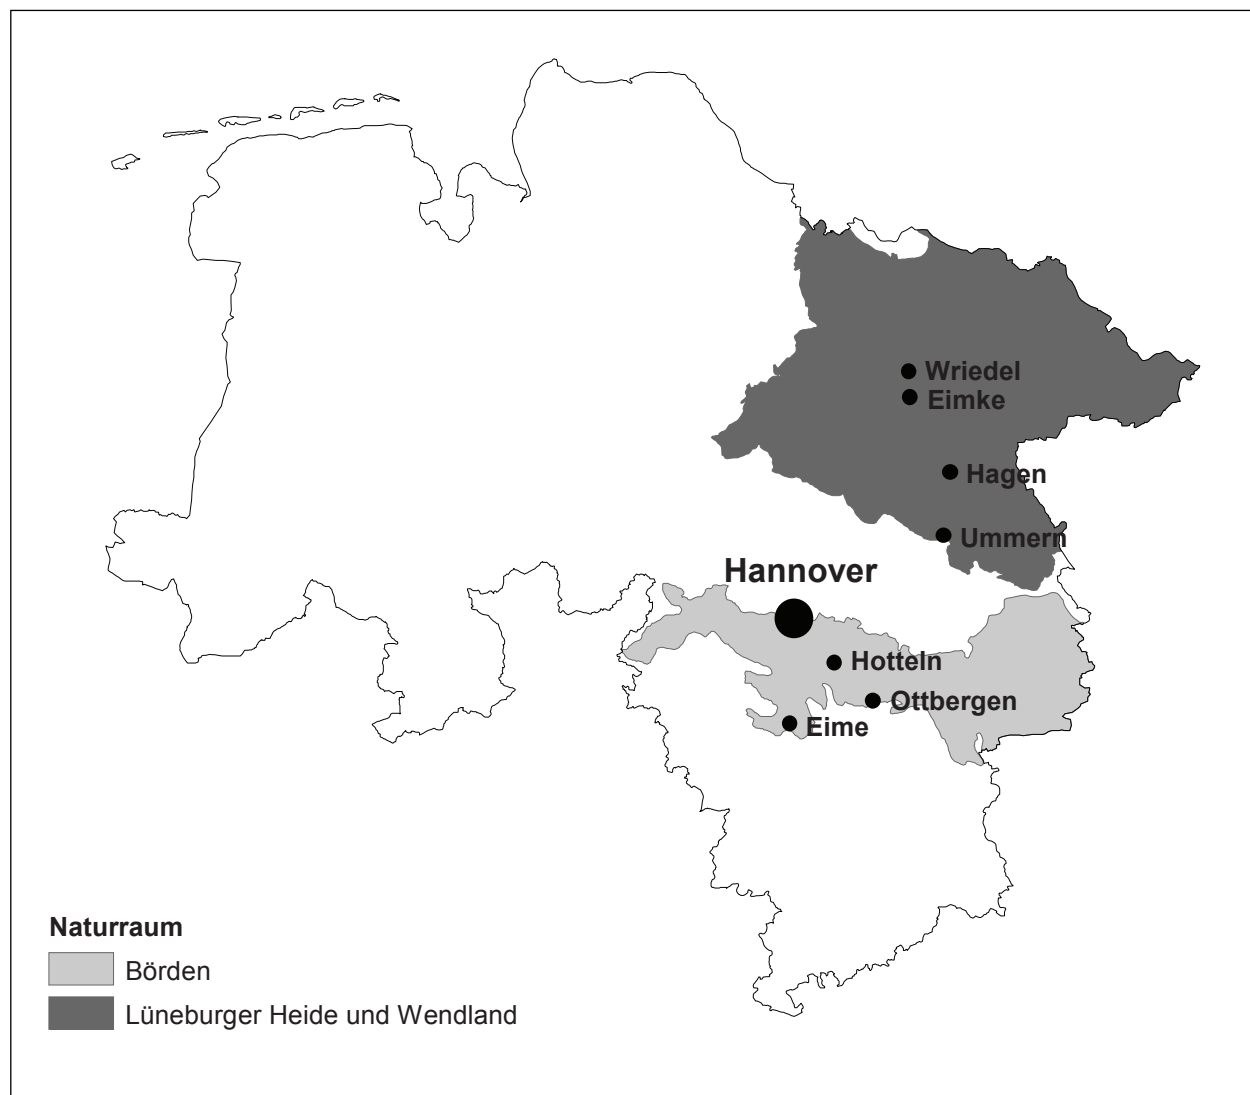 Wriedel
Eimke
Hagen
Ummern
Hannover
Hotteln
Ottbergen
Eime
Naturraum
Börden
Lüneburger Heide und Wendland